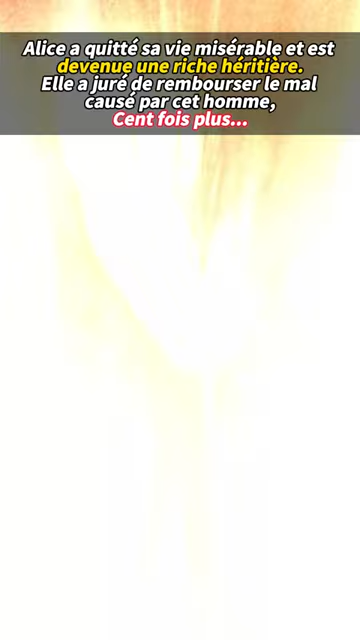 Alice a quitté sa vie misérable et est
devenue une riche héritière.
Elle a juré de rembourser le mal
causé par cet homme,
Cent fois plus...